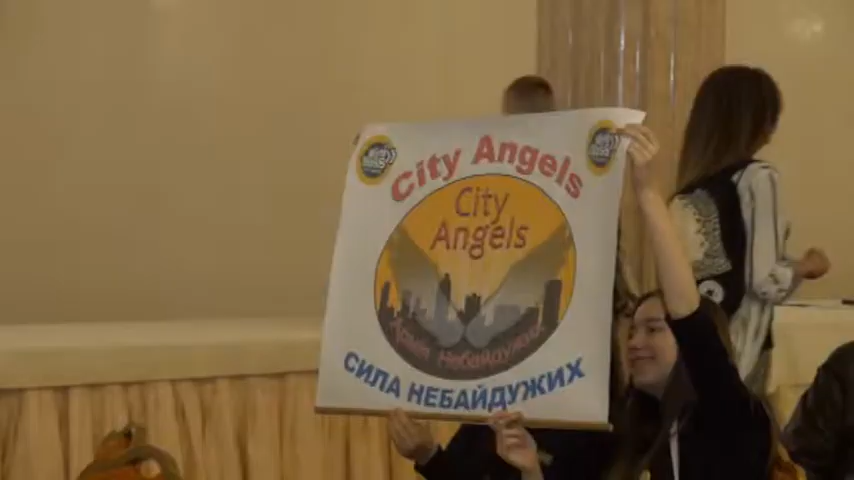 City Angels
City
Angels
Армія Небайдужих
СИЛА НЕБАЙДУЖИХ